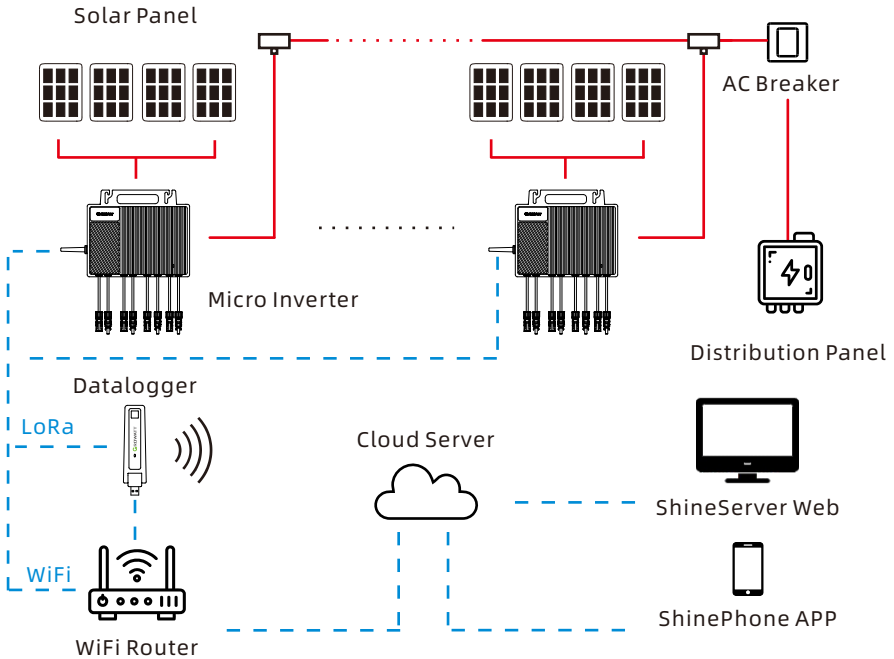 Solar Panel
AC Breaker
Micro Inverter
Distribution Panel
Datalogger
GROWATT
LoRa
Cloud Server
ShineServer Web
WiFi
ShinePhone APP
WiFi Router